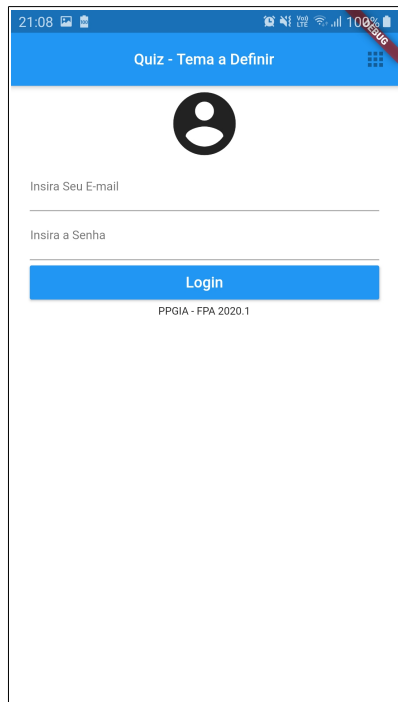 21:08 100%
DEBUG
Quiz - Tema a Definir
Insira Seu E-mail
Insira a Senha
Login
PPGIA - FPA 2020.1